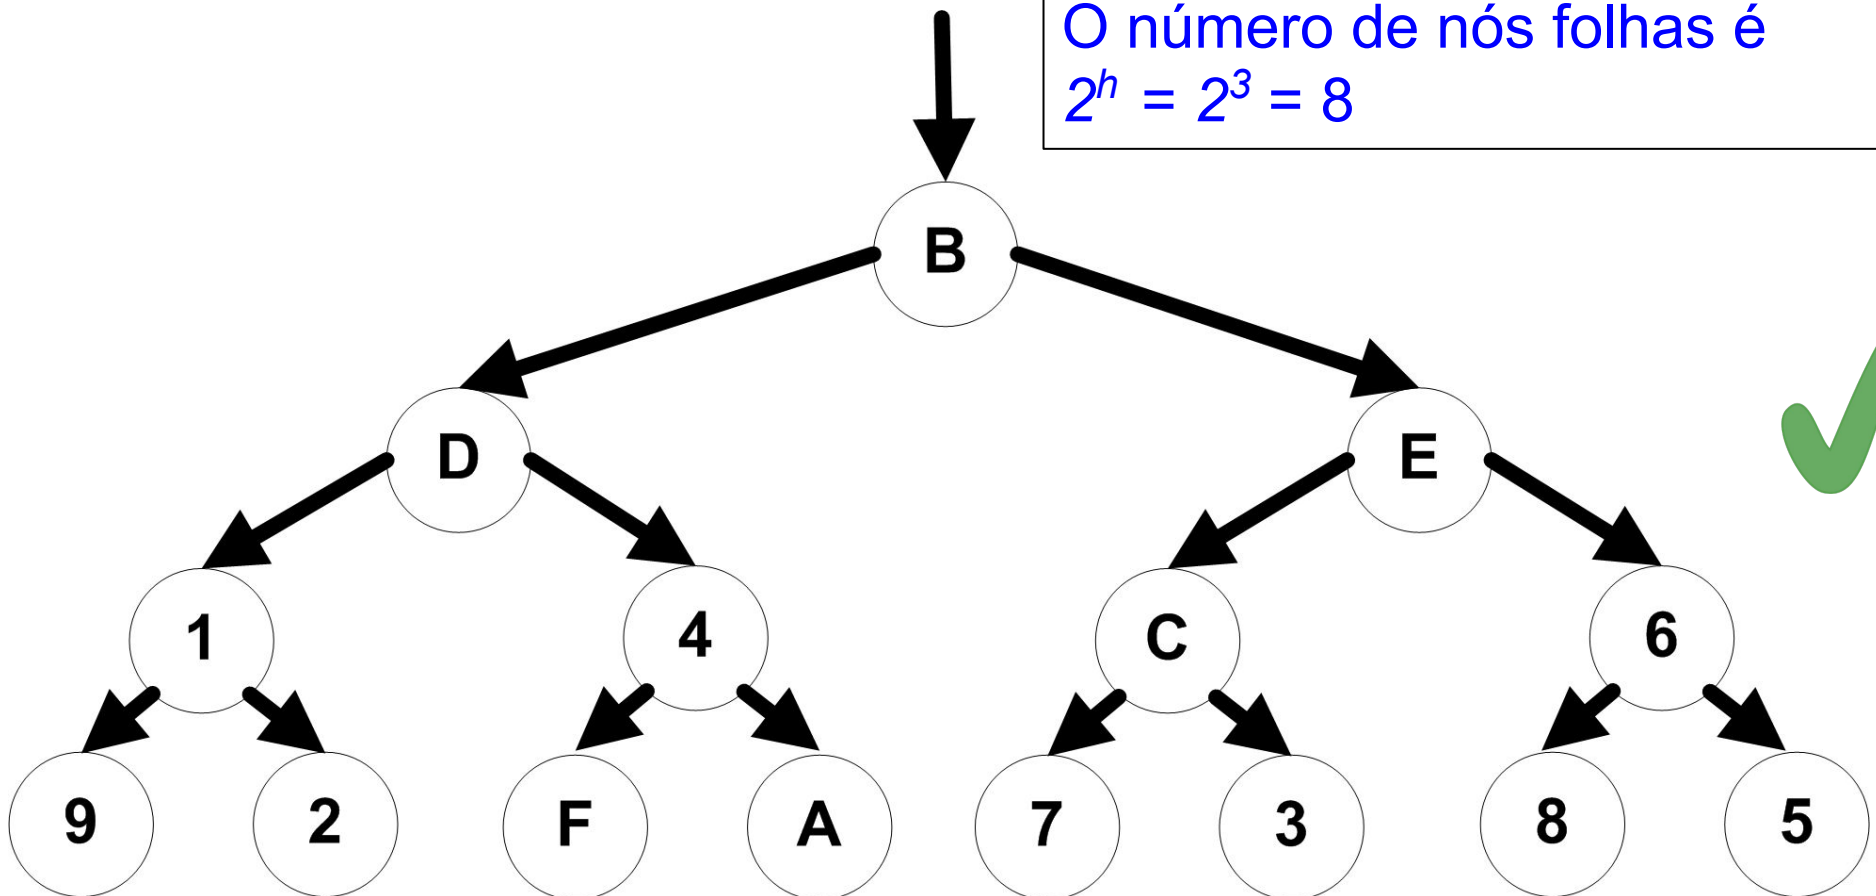 O número de nós folhas é
2^h = 2^3 = 8
B
D E
1 4 C 6
9 2 F A 7 3 8 5